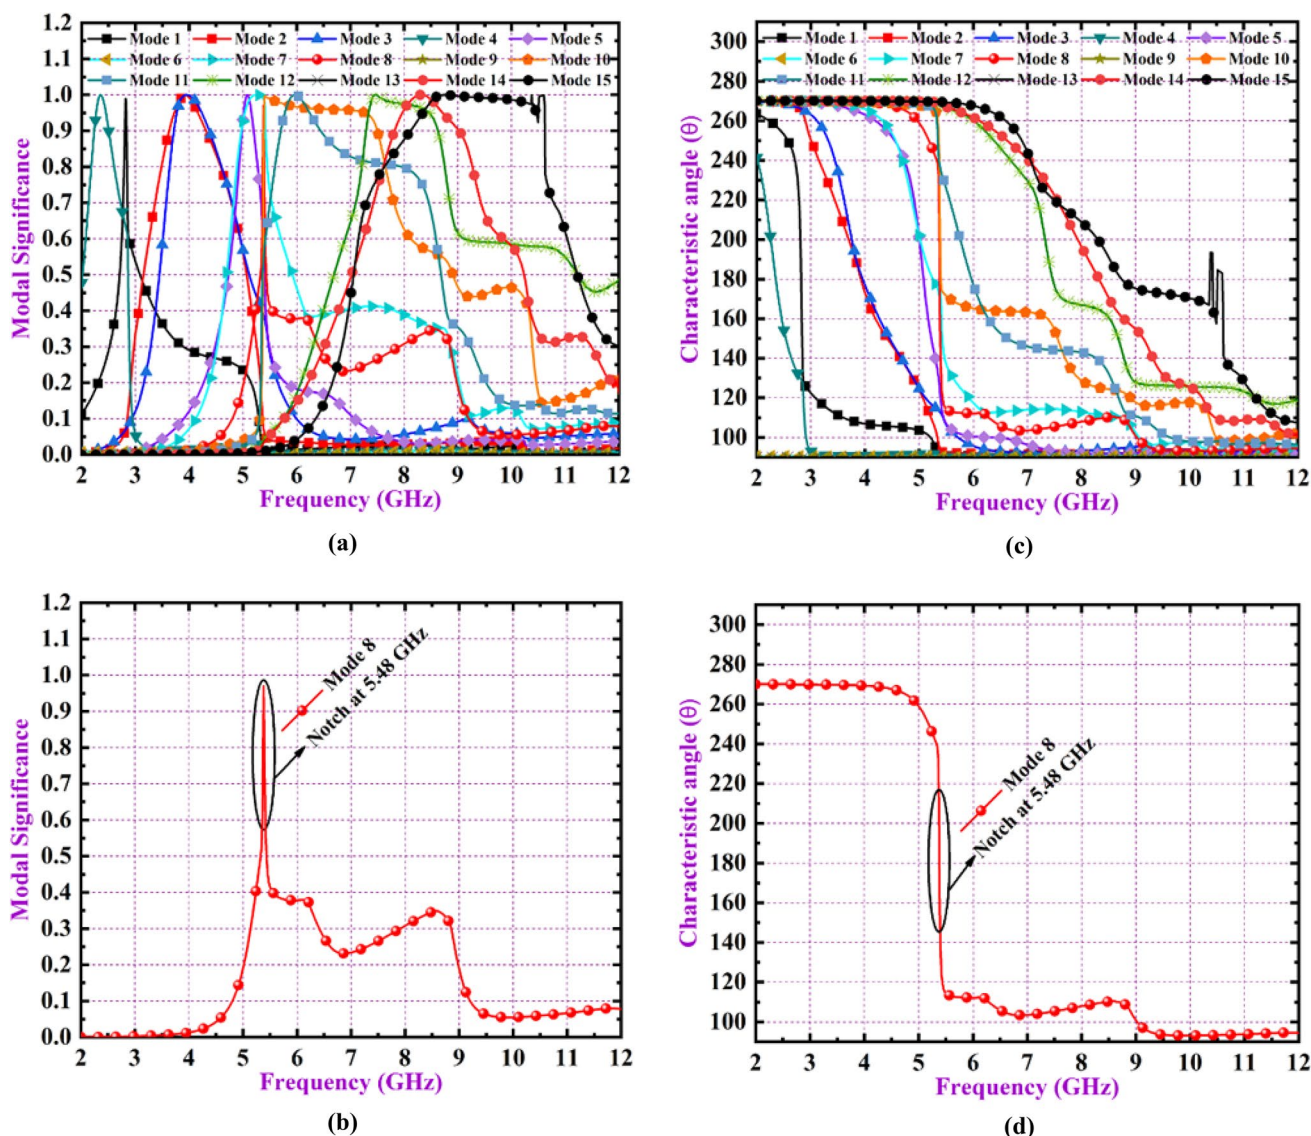 1.2
1.1
1.0
0.9
0.8
0.7
0.6
0.5
0.4
0.3
0.2
0.1
0.0
Modal Significance
Mode 1 Mode 2 Mode 3 Mode 4 Mode 5
Mode 6 Mode 7 Mode 8 Mode 9 Mode 10
Mode 11 Mode 12 Mode 13 Mode 14 Mode 15
2 3 4 5 6 7 8 9 10 11 12
Frequency (GHz)
(a)
300
280
260
240
220
200
180
160
140
120
100
Characteristic angle (θ)
Mode 1 Mode 2 Mode 3 Mode 4 Mode 5
Mode 6 Mode 7 Mode 8 Mode 9 Mode 10
Mode 11 Mode 12 Mode 13 Mode 14 Mode 15
2 3 4 5 6 7 8 9 10 11 12
Frequency (GHz)
(c)
1.2
1.1
1.0
0.9
0.8
0.7
0.6
0.5
0.4
0.3
0.2
0.1
0.0
Modal Significance
Mode 8
Notch at 5.48 GHz
2 3 4 5 6 7 8 9 10 11 12
Frequency (GHz)
(b)
300
280
260
240
220
200
180
160
140
120
100
Characteristic angle (θ)
Mode 8
Notch at 5.48 GHz
2 3 4 5 6 7 8 9 10 11 12
Frequency (GHz)
(d)